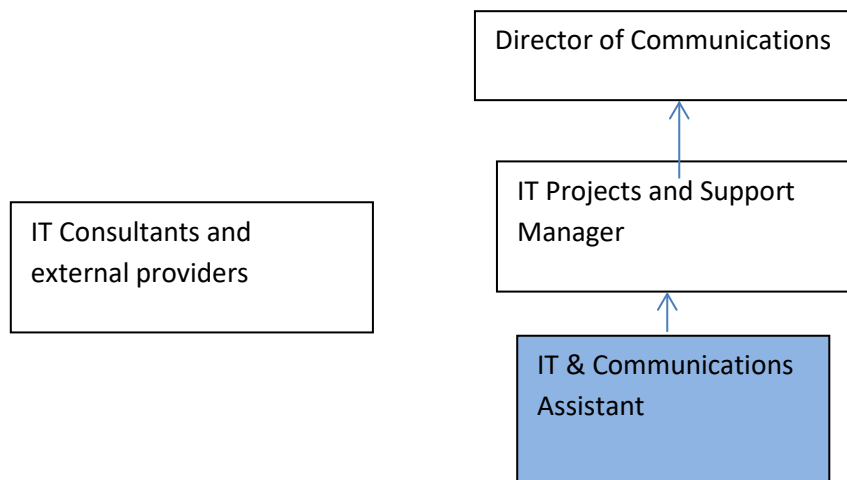 Director of Communications
IT Projects and Support
Manager
IT Consultants and
external providers
IT & Communications
Assistant